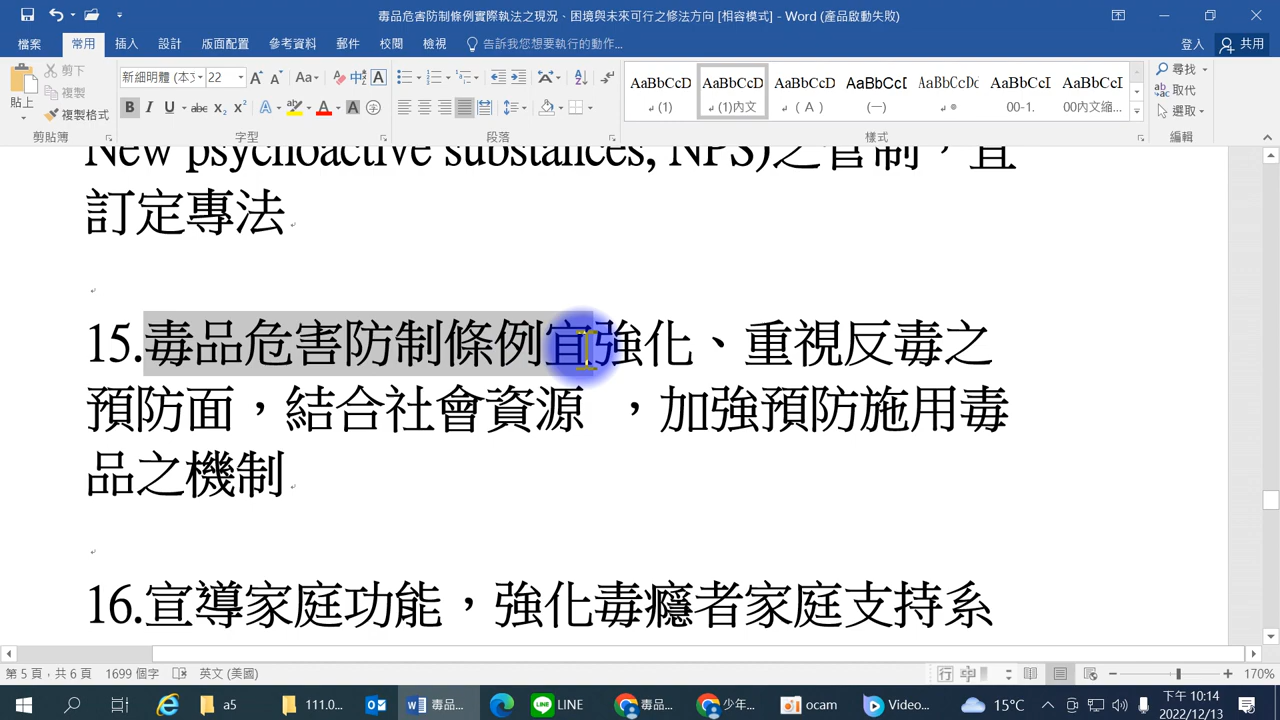 毒品危害防制條例實際執法之現況、困境與未來可行之修法方向 [相容模式] - Word (產品啟動失敗)
檔案 常用 插入 設計 版面配置 參考資料 郵件 校閱 檢視 告訴我您想要執行的動作... 登入 共用
貼上 剪下 複製 複製格式 剪貼簿
新細明體 (本文 22 字型
段落
AaBbCcD (1) AaBbCcD (1)內文 AaBbCcD ( A ) AaBbCcI (一) AaBbCcDc AaBbCcI 00-1. AaBbCcI 00內文縮... 樣式
尋找 取代 選取 編輯
New psychoactive substances, NPS)之管制，宜
訂定專法
15.毒品危害防制條例宜強化、重視反毒之
預防面，結合社會資源 ，加強預防施用毒
品之機制
16.宣導家庭功能，強化毒癮者家庭支持系
第 5 頁，共 6 頁 1699 個字 英文 (美國) 170%
a5 111.0... 毒品... LINE 毒品... 少年... ocam Video... 15°C 中 下午 10:14
2022/12/13